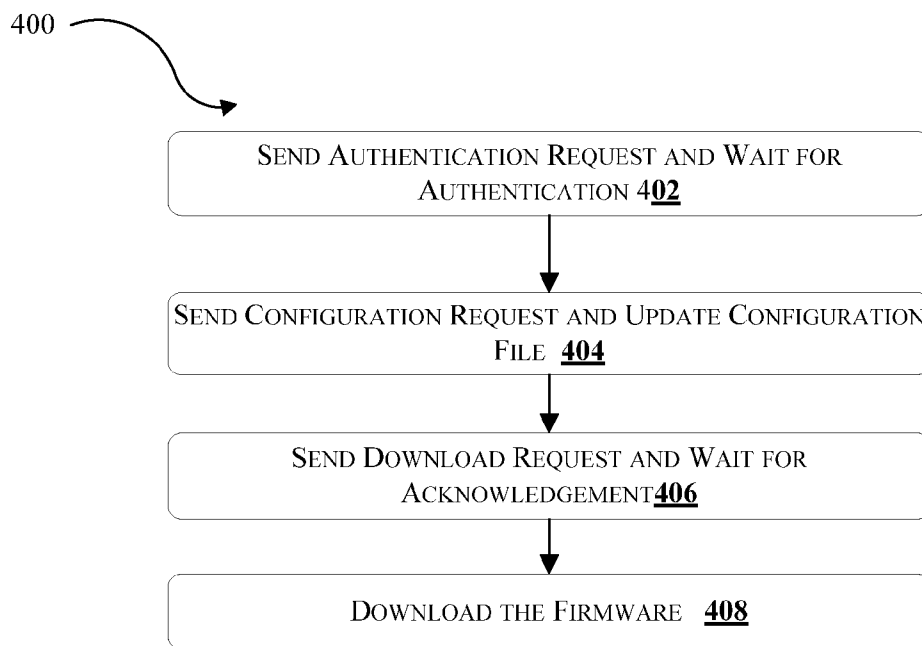 400
SEND AUTHENTICATION REQUEST AND WAIT FOR
AUTHENTICATION 402
SEND CONFIGURATION REQUEST AND UPDATE CONFIGURATION
FILE 404
SEND DOWNLOAD REQUEST AND WAIT FOR
ACKNOWLEDGEMENT406
DOWNLOAD THE FIRMWARE 408